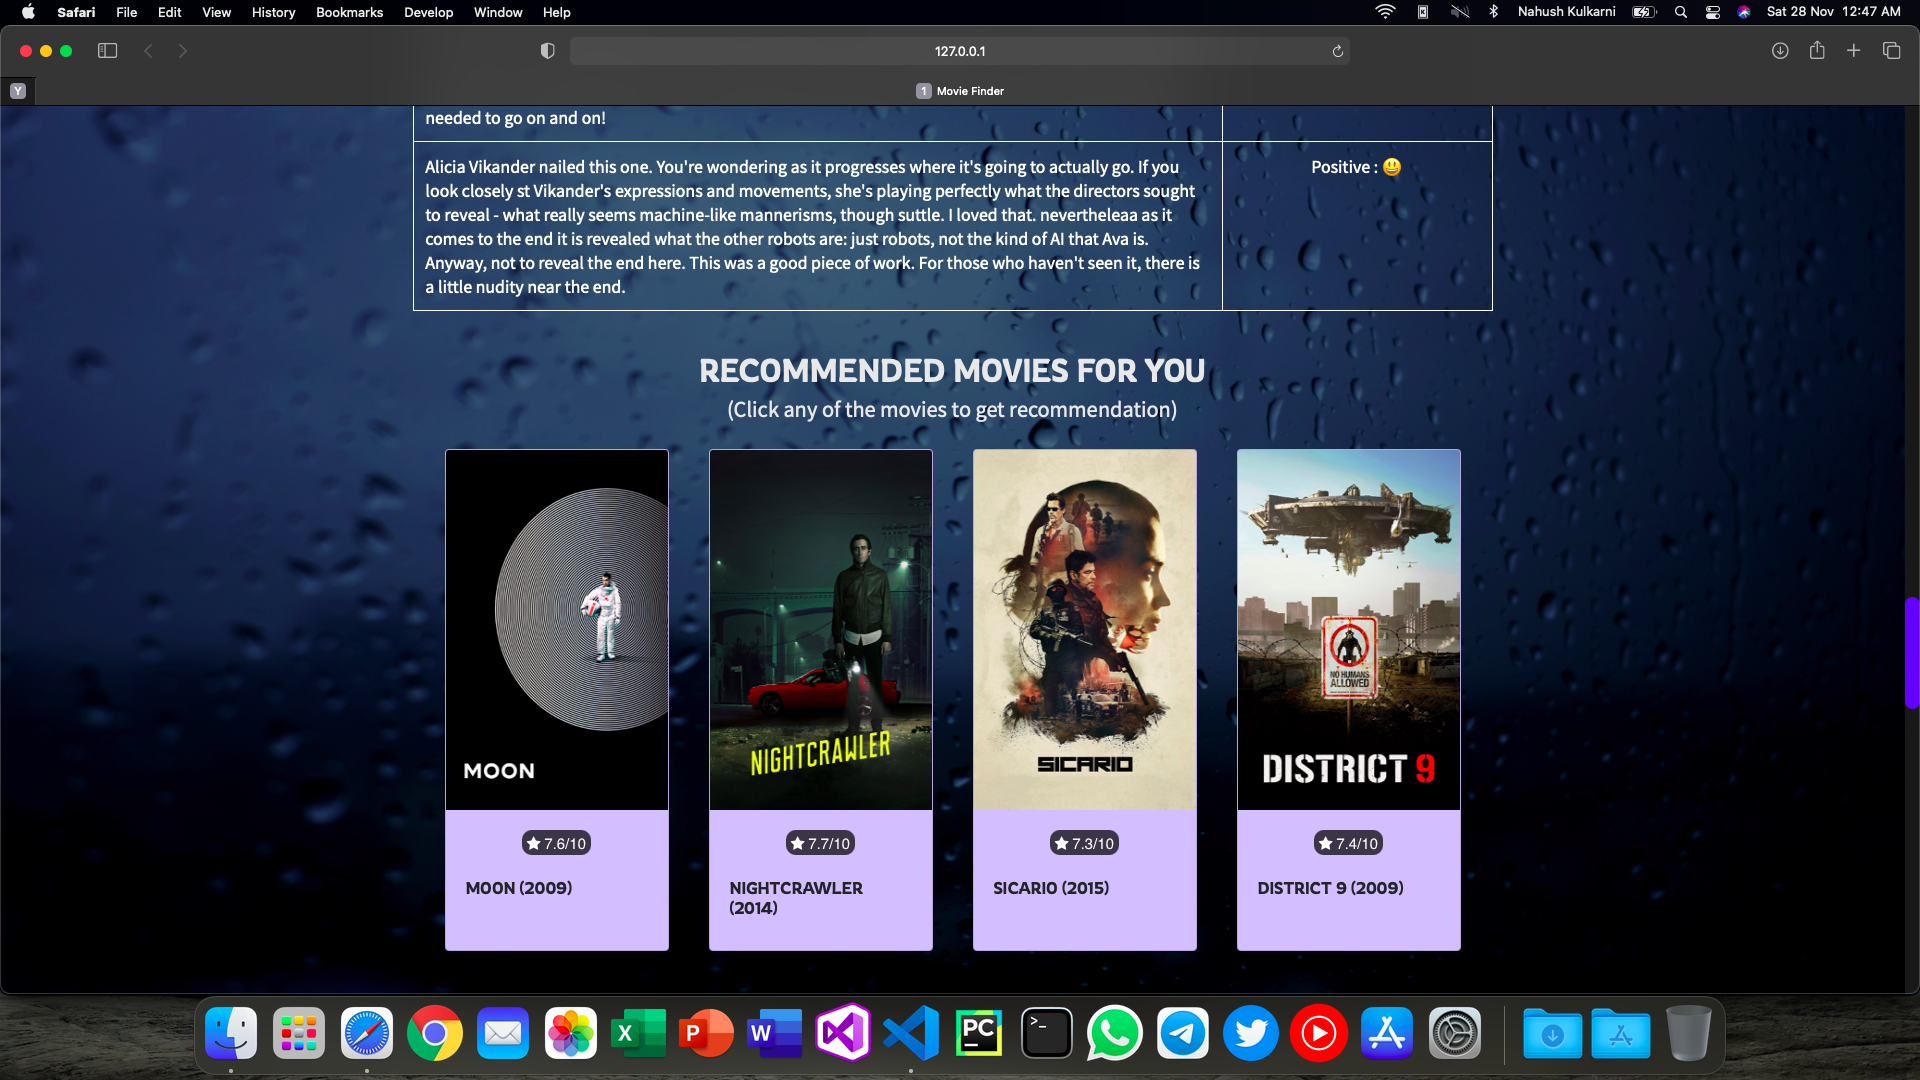 Safari File Edit View History Bookmarks Develop Window Help Nahush Kulkarni Sat 28 Nov 12:47 AM
127.0.0.1
Y 1 Movie Finder
needed to go on and on!
Alicia Vikander nailed this one. You're wondering as it progresses where it's going to actually go. If you
look closely st Vikander's expressions and movements, she's playing perfectly what the directors sought
to reveal - what really seems machine-like mannerisms, though suttle. I loved that. nevertheleaa as it
comes to the end it is revealed what the other robots are: just robots, not the kind of AI that Ava is.
Anyway, not to reveal the end here. This was a good piece of work. For those who haven't seen it, there is
a little nudity near the end.
Positive : 😃
RECOMMENDED MOVIES FOR YOU
(Click any of the movies to get recommendation)
MOON
NIGHTCRAWLER
SICARIO
NO HUMANS
ALLOWED
DISTRICT 9
7.6/10
MOON (2009)
7.7/10
NIGHTCRAWLER
(2014)
7.3/10
SICARIO (2015)
7.4/10
DISTRICT 9 (2009)
X P W PC >_